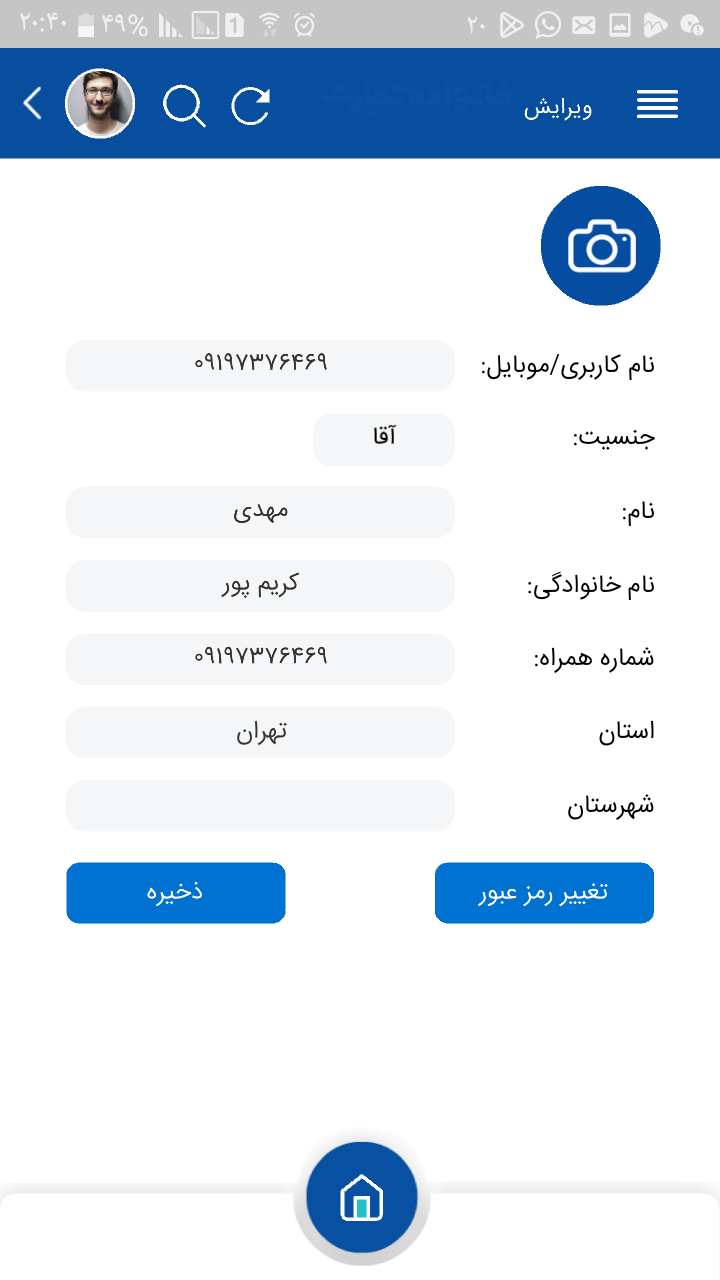 ۲۰:۴۰ ۴۹% 1 ۲۰
ویرایش
نام کاربری/موبایل: ۰۹۱۹۷۳۷۶۴۶۹
جنسیت: آقا
نام: مهدی
نام خانوادگی: کریم پور
شماره همراه: ۰۹۱۹۷۳۷۶۴۶۹
استان تهران
شهرستان
تغییر رمز عبور ذخیره